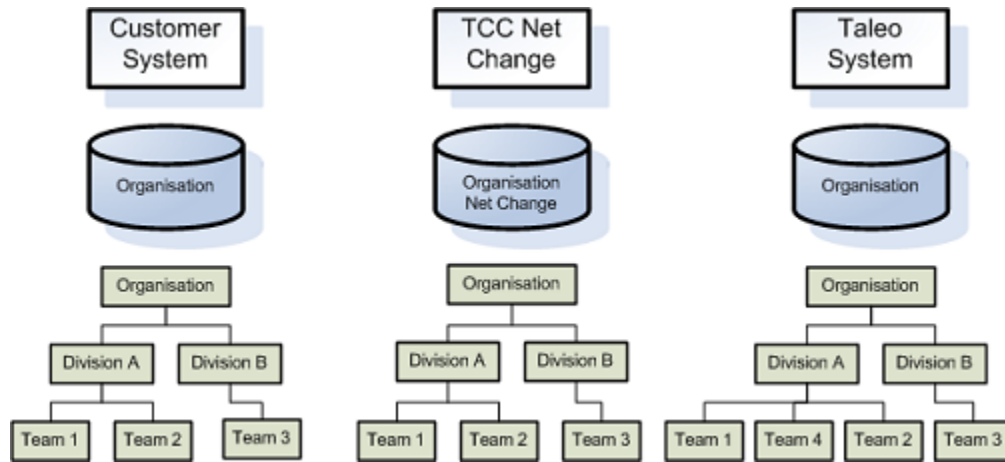 Customer
System
TCC Net
Change
Taleo
System
Organisation
Organisation
Net Change
Organisation
Organisation
Organisation
Organisation
Division A
Division B
Division A
Division B
Division A
Division B
Team 1
Team 2
Team 3
Team 1
Team 2
Team 3
Team 1
Team 4
Team 2
Team 3